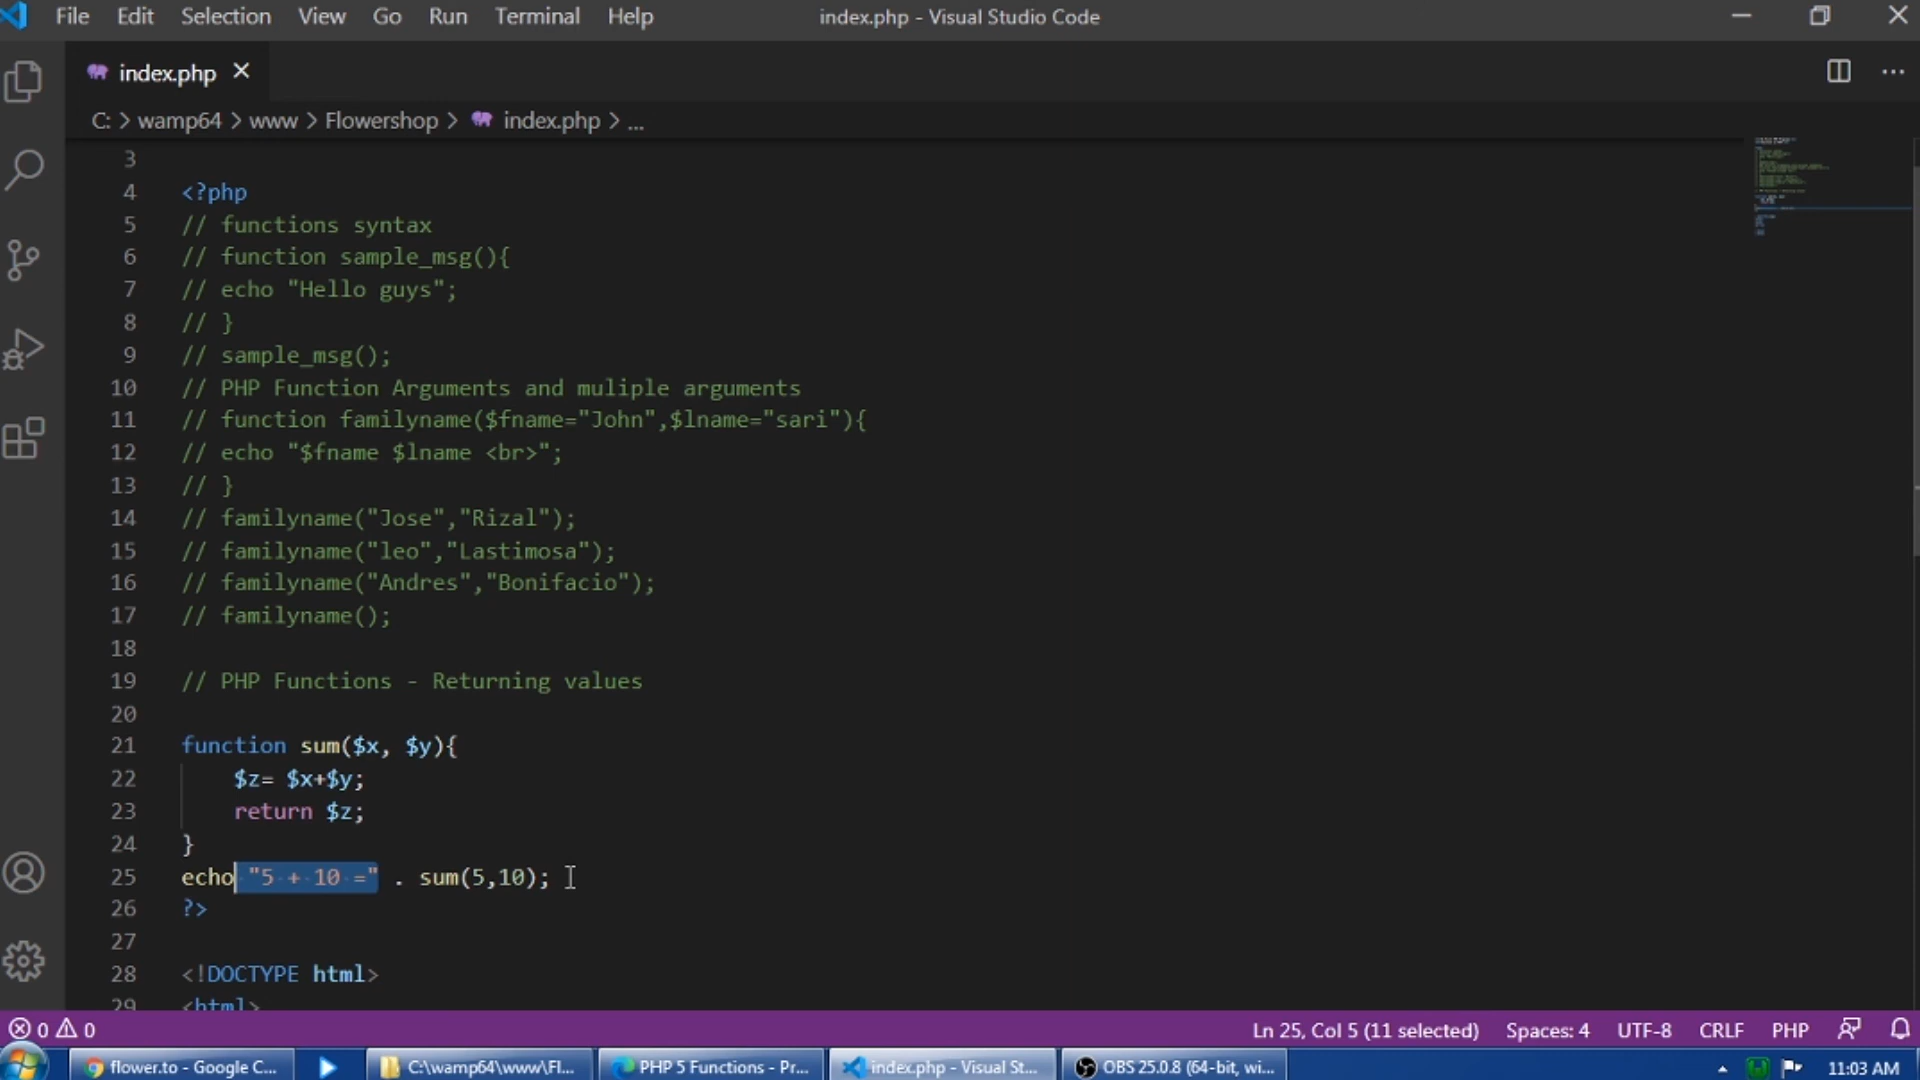 File Edit Selection View Go Run Terminal Help index.php - Visual Studio Code
index.php
C: > wamp64 > www > Flowershop > index.php > ...
3
4 <?php
5 // functions syntax
6 // function sample_msg(){
7 // echo "Hello guys";
8 // }
9 // sample_msg();
10 // PHP Function Arguments and muliple arguments
11 // function familyname($fname="John",$lname="sari"){
12 // echo "$fname $lname <br>";
13 // }
14 // familyname("Jose","Rizal");
15 // familyname("leo","Lastimosa");
16 // familyname("Andres","Bonifacio");
17 // familyname();
18
19 // PHP Functions - Returning values
20
21 function sum($x, $y){
22 $z= $x+$y;
23 return $z;
24 }
25 echo "5 + 10 =" . sum(5,10);
26 ?>
27
28 <!DOCTYPE html>
29 <html>
0 0 Ln 25, Col 5 (11 selected) Spaces: 4 UTF-8 CRLF PHP
flower.to - Google C... C:\wamp64\www\Fl... PHP 5 Functions - Pr... index.php - Visual St... OBS 25.0.8 (64-bit, wi... 11:03 AM